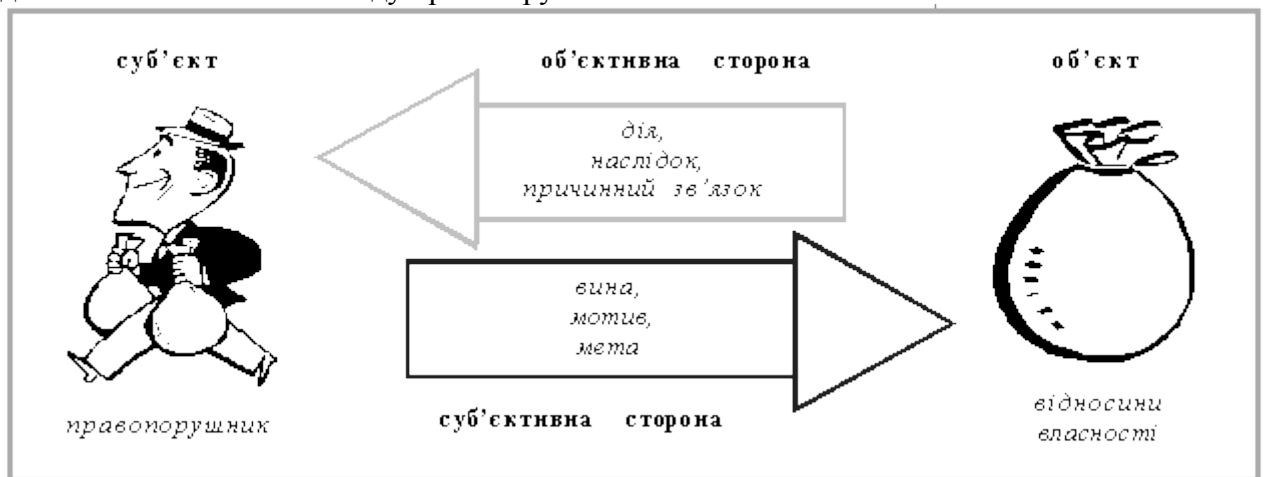 суб’єкт
об’єктивна сторона
об’єкт
дія,
наслідок,
причинний зв’язок
вина,
мотив,
мета
правопорушник
суб’єктивна сторона
відносини
власності